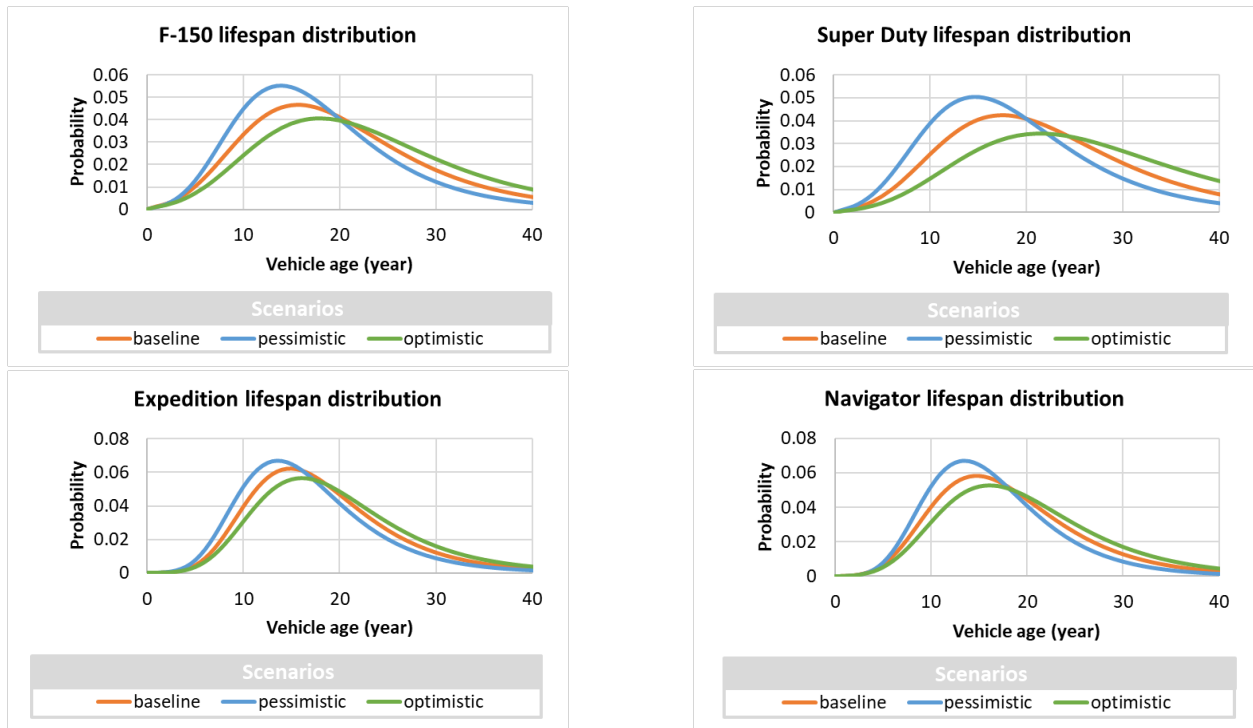 F-150 lifespan distribution
0.06
0.05
0.04
0.03
0.02
0.01
0
Probability
0 10 20 30 40
Vehicle age (year)
Scenarios
baseline pessimistic optimistic
Super Duty lifespan distribution
0.06
0.05
0.04
0.03
0.02
0.01
0
Probability
0 10 20 30 40
Vehicle age (year)
Scenarios
baseline pessimistic optimistic
Expedition lifespan distribution
0.08
0.06
0.04
0.02
0
Probability
0 10 20 30 40
Vehicle age (year)
Scenarios
baseline pessimistic optimistic
Navigator lifespan distribution
0.08
0.06
0.04
0.02
0
Probability
0 10 20 30 40
Vehicle age (year)
Scenarios
baseline pessimistic optimistic